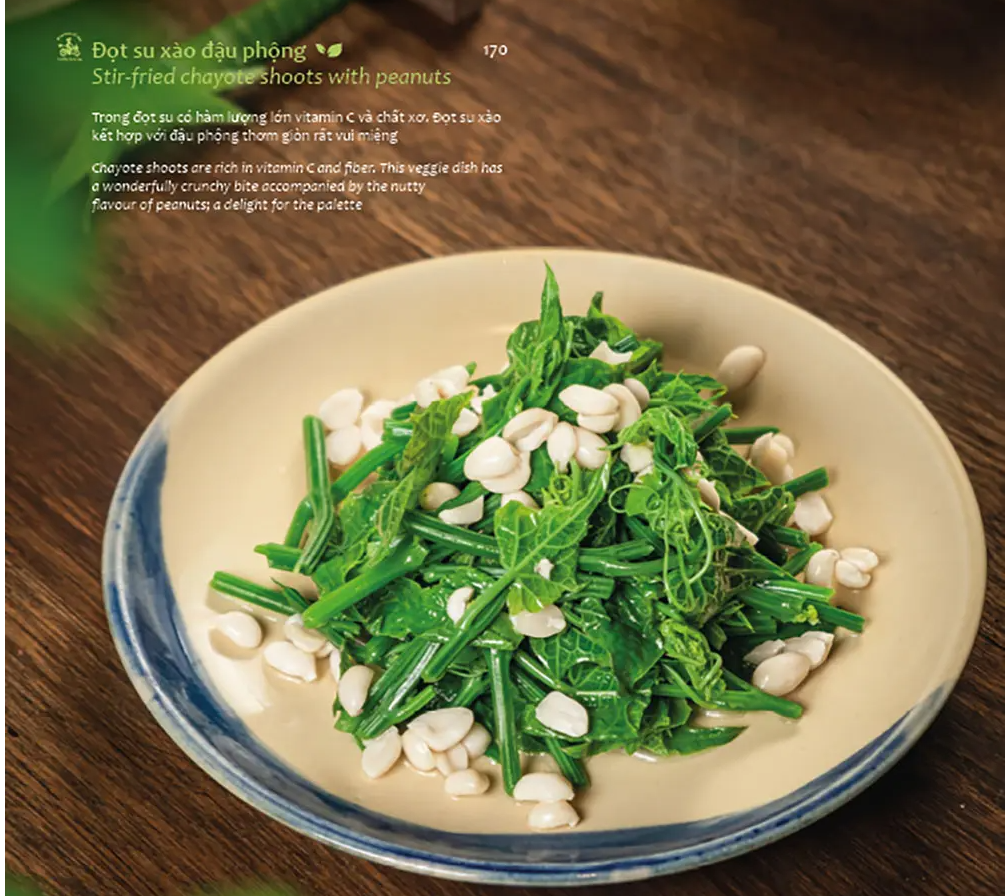 Đọt su xào đậu phộng 170
Stir-fried chayote shoots with peanuts
Trong đọt su có hàm lượng lớn vitamin C và chất xơ. Đọt su xào
kết hợp với đậu phộng thơm giòn rất vui miệng
Chayote shoots are rich in vitamin C and fiber. This veggie dish has
a wonderfully crunchy bite accompanied by the nutty
flavour of peanuts; a delight for the palette